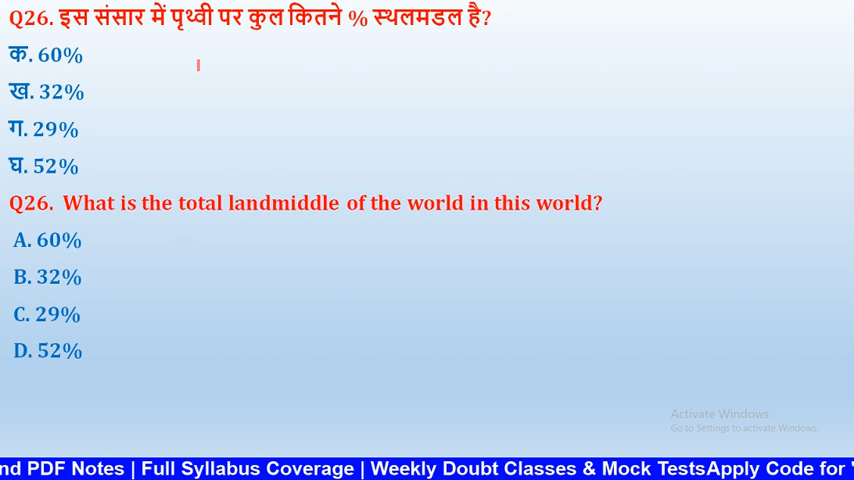 Q26. इस संसार में पृथ्वी पर कुल कितने % स्थलमडल है?
क. 60%
ख. 32%
ग. 29%
घ. 52%
Q26. What is the total landmiddle of the world in this world?
A. 60%
B. 32%
C. 29%
D. 52%
Activate Windows
Go to Settings to activate Windows.
nd PDF Notes | Full Syllabus Coverage | Weekly Doubt Classes & Mock TestsApply Code for